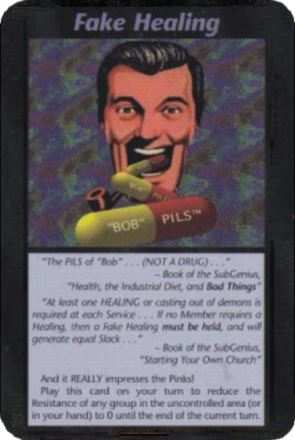 Fake Healing
"BOB" PILS™
"BOB" PILS™
"The PILS of "Bob" . . . (NOT A DRUG) . . ."
– Book of the SubGenius,
"Health, the Industrial Diet, and Bad Things"
"At least one HEALING or casting out of demons is
required at each Service . . . If no Member requires a
Healing, then a Fake Healing must be held, and will
generate equal Slack . . ."
– Book of the SubGenius,
"Starting Your Own Church"
And it REALLY impresses the Pinks!
Play this card on your turn to reduce the
Resistance of any group in the uncontrolled area (or
in your hand) to 0 until the end of the current turn.